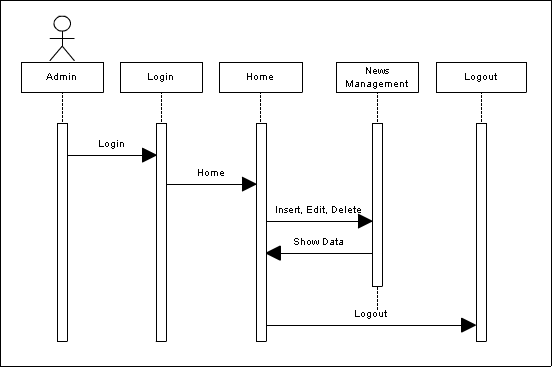 Admin
Login
Home
News
Management
Logout
Login
Home
Insert, Edit, Delete
Show Data
Logout